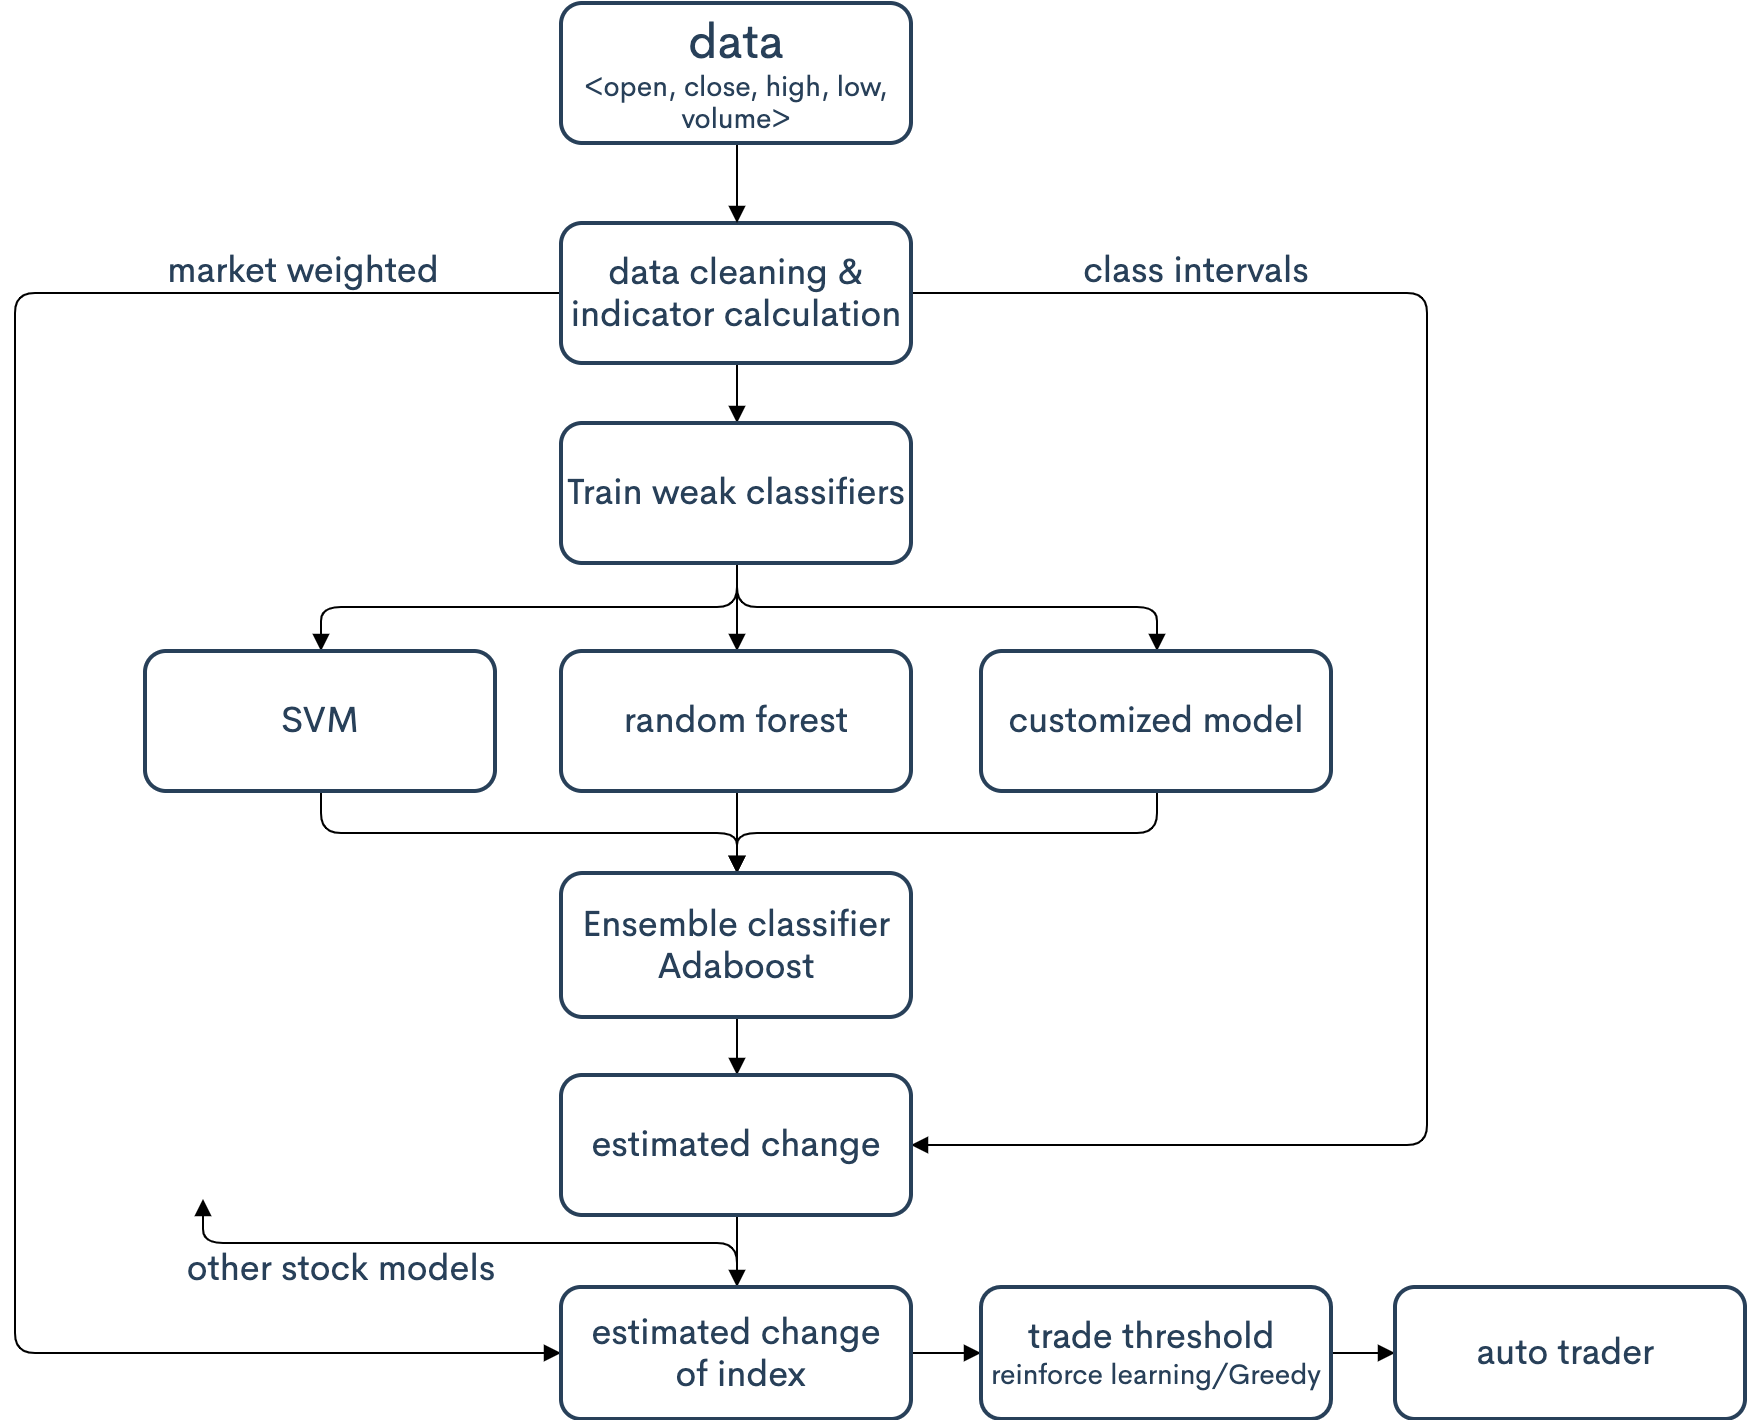 data
<open, close, high, low,
volume>
market weighted
data cleaning &
indicator calculation
class intervals
Train weak classifiers
SVM
random forest
customized model
Ensemble classifier
Adaboost
estimated change
other stock models
estimated change
of index
trade threshold
reinforce learning/Greedy
auto trader